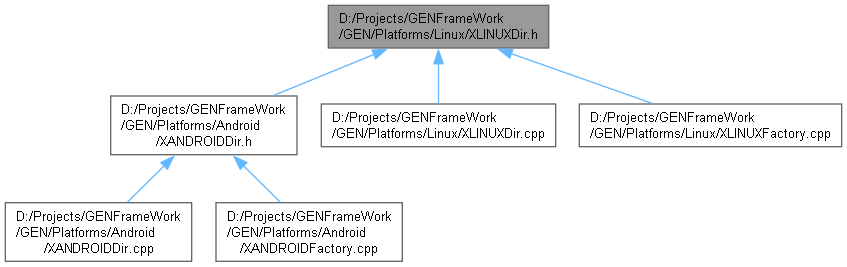 D:/Projects/GENFrameWork
/GEN/Platforms/Linux/XLINUXDir.h
D:/Projects/GENFrameWork
/GEN/Platforms/Android
/XANDROIDDir.h
D:/Projects/GENFrameWork
/GEN/Platforms/Linux/XLINUXDir.cpp
D:/Projects/GENFrameWork
/GEN/Platforms/Linux/XLINUXFactory.cpp
D:/Projects/GENFrameWork
/GEN/Platforms/Android
/XANDROIDDir.cpp
D:/Projects/GENFrameWork
/GEN/Platforms/Android
/XANDROIDFactory.cpp